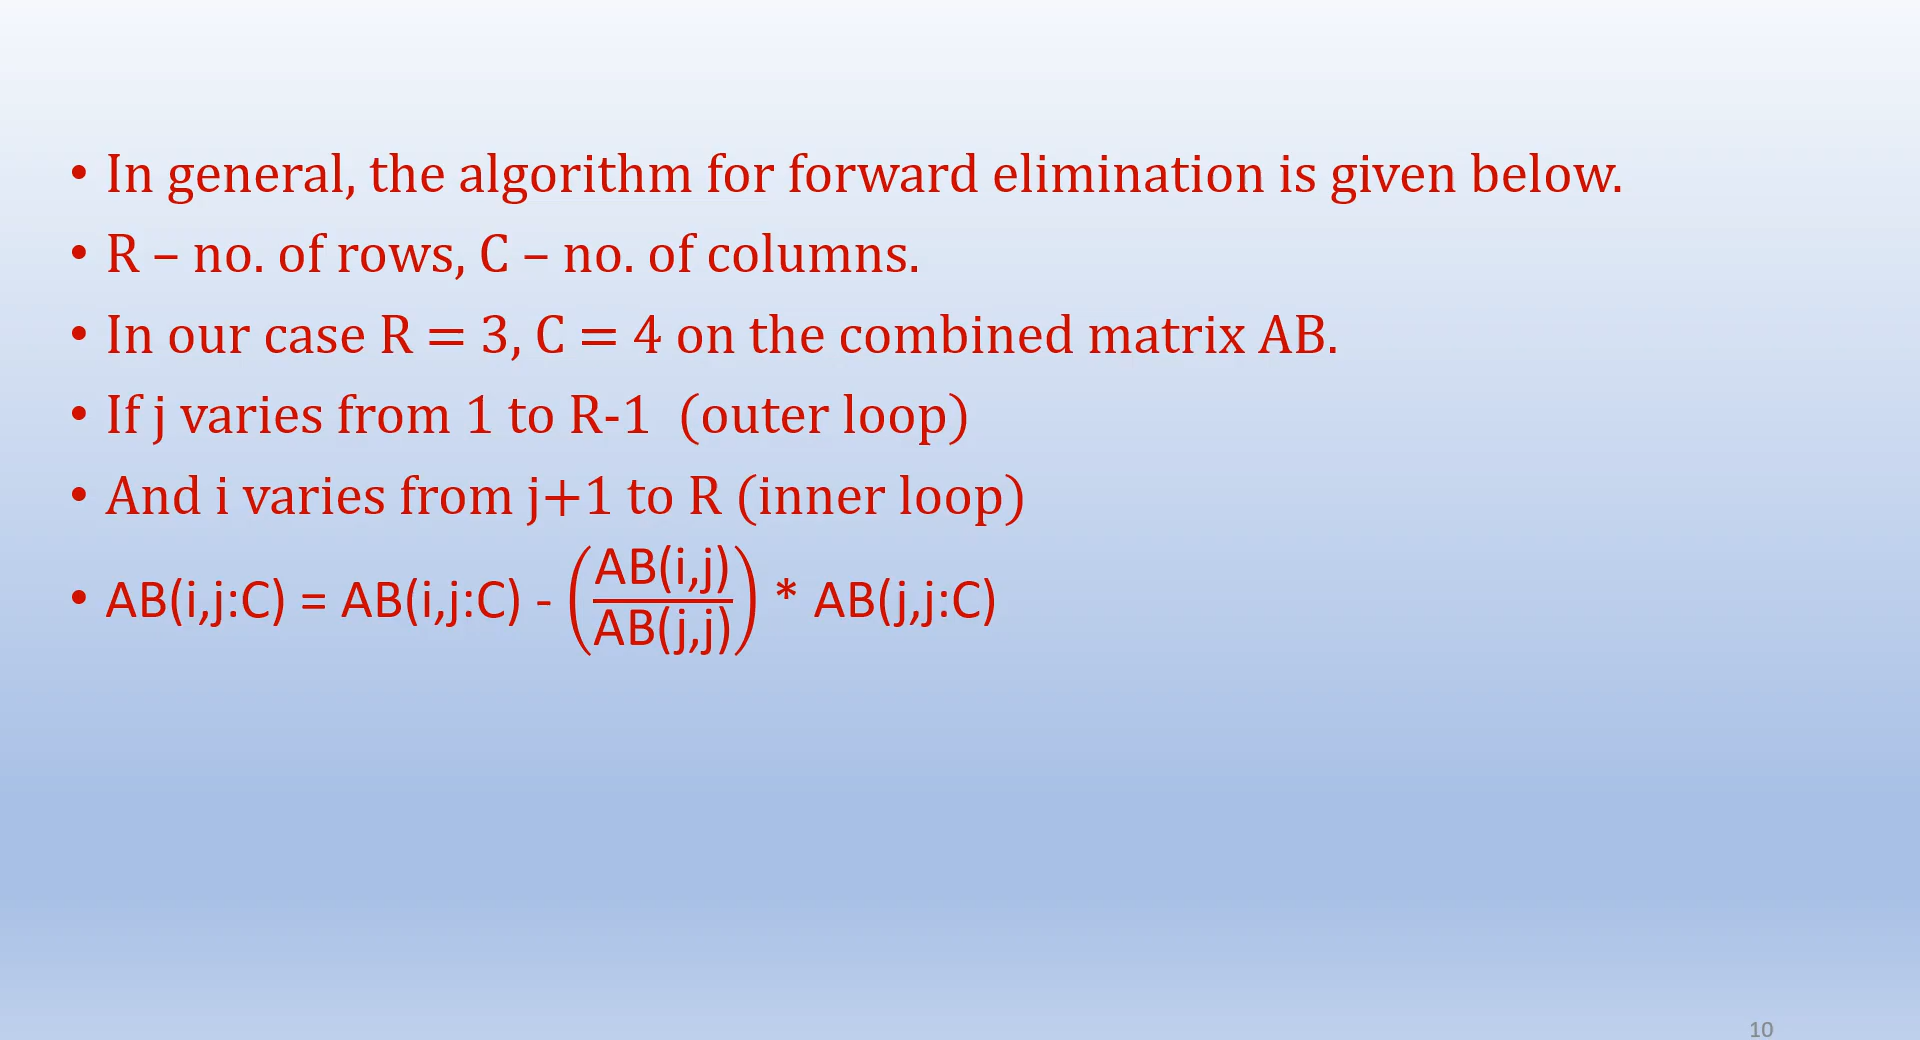 • In general, the algorithm for forward elimination is given below.
• R – no. of rows, C – no. of columns.
• In our case R = 3, C = 4 on the combined matrix AB.
• If j varies from 1 to R-1  (outer loop)
• And i varies from j+1 to R (inner loop)
• AB(i,j:C) = AB(i,j:C) - (AB(i,j)/AB(j,j)) * AB(j,j:C)
10